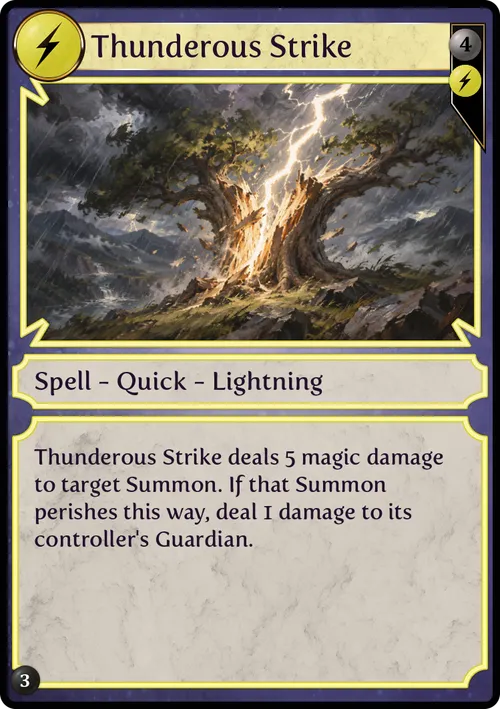 Thunderous Strike
4
Spell - Quick - Lightning
Thunderous Strike deals 5 magic damage
to target Summon. If that Summon
perishes this way, deal 1 damage to its
controller's Guardian.
3